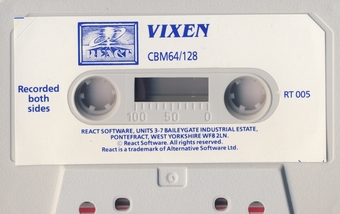 VIXEN
CBM64/128
Recorded
both
sides
RT 005
100 50 0
REACT SOFTWARE, UNITS 3-7 BAILEYGATE INDUSTRIAL ESTATE,
PONTEFRACT, WEST YORKSHIRE WF8 2LN.
© React Software. All rights reserved.
React is a trademark of Alternative Software Ltd.
6